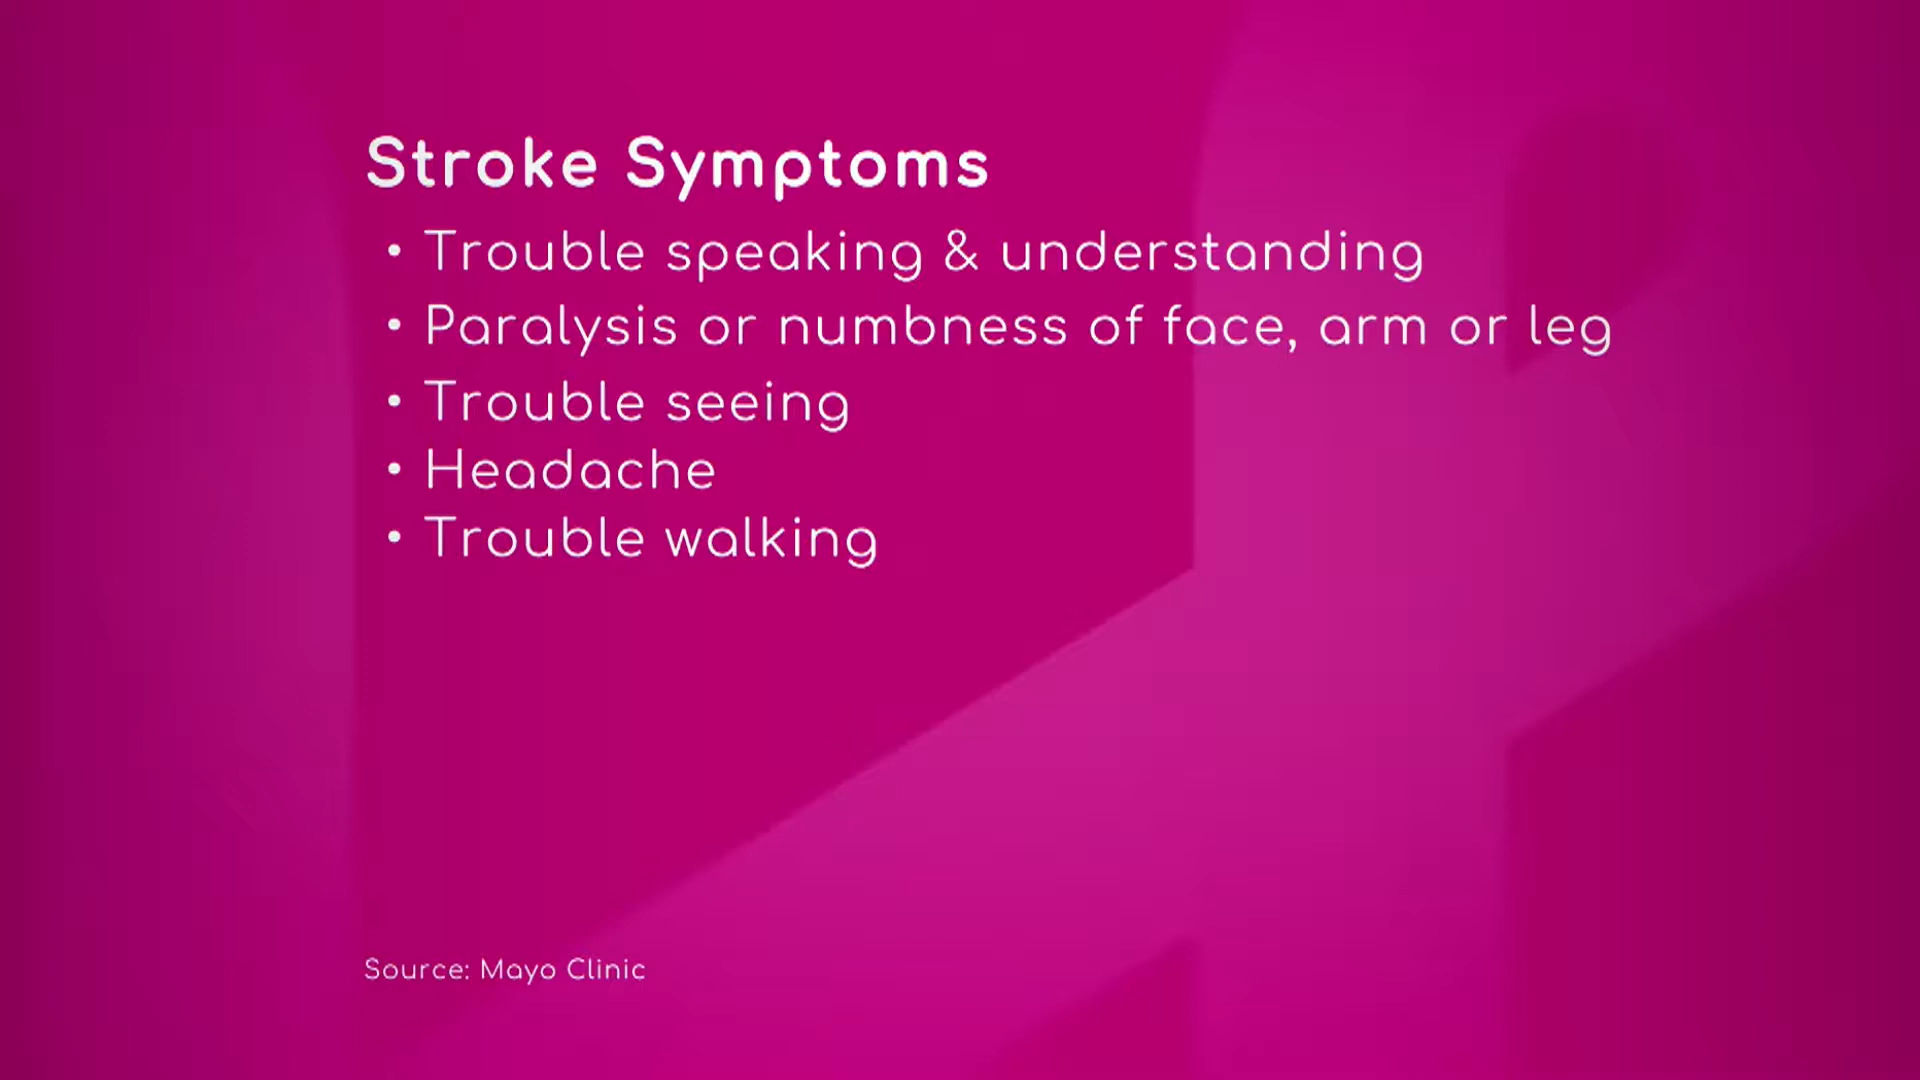 Stroke Symptoms
• Trouble speaking & understanding
• Paralysis or numbness of face, arm or leg
• Trouble seeing
• Headache
• Trouble walking
Source: Mayo Clinic